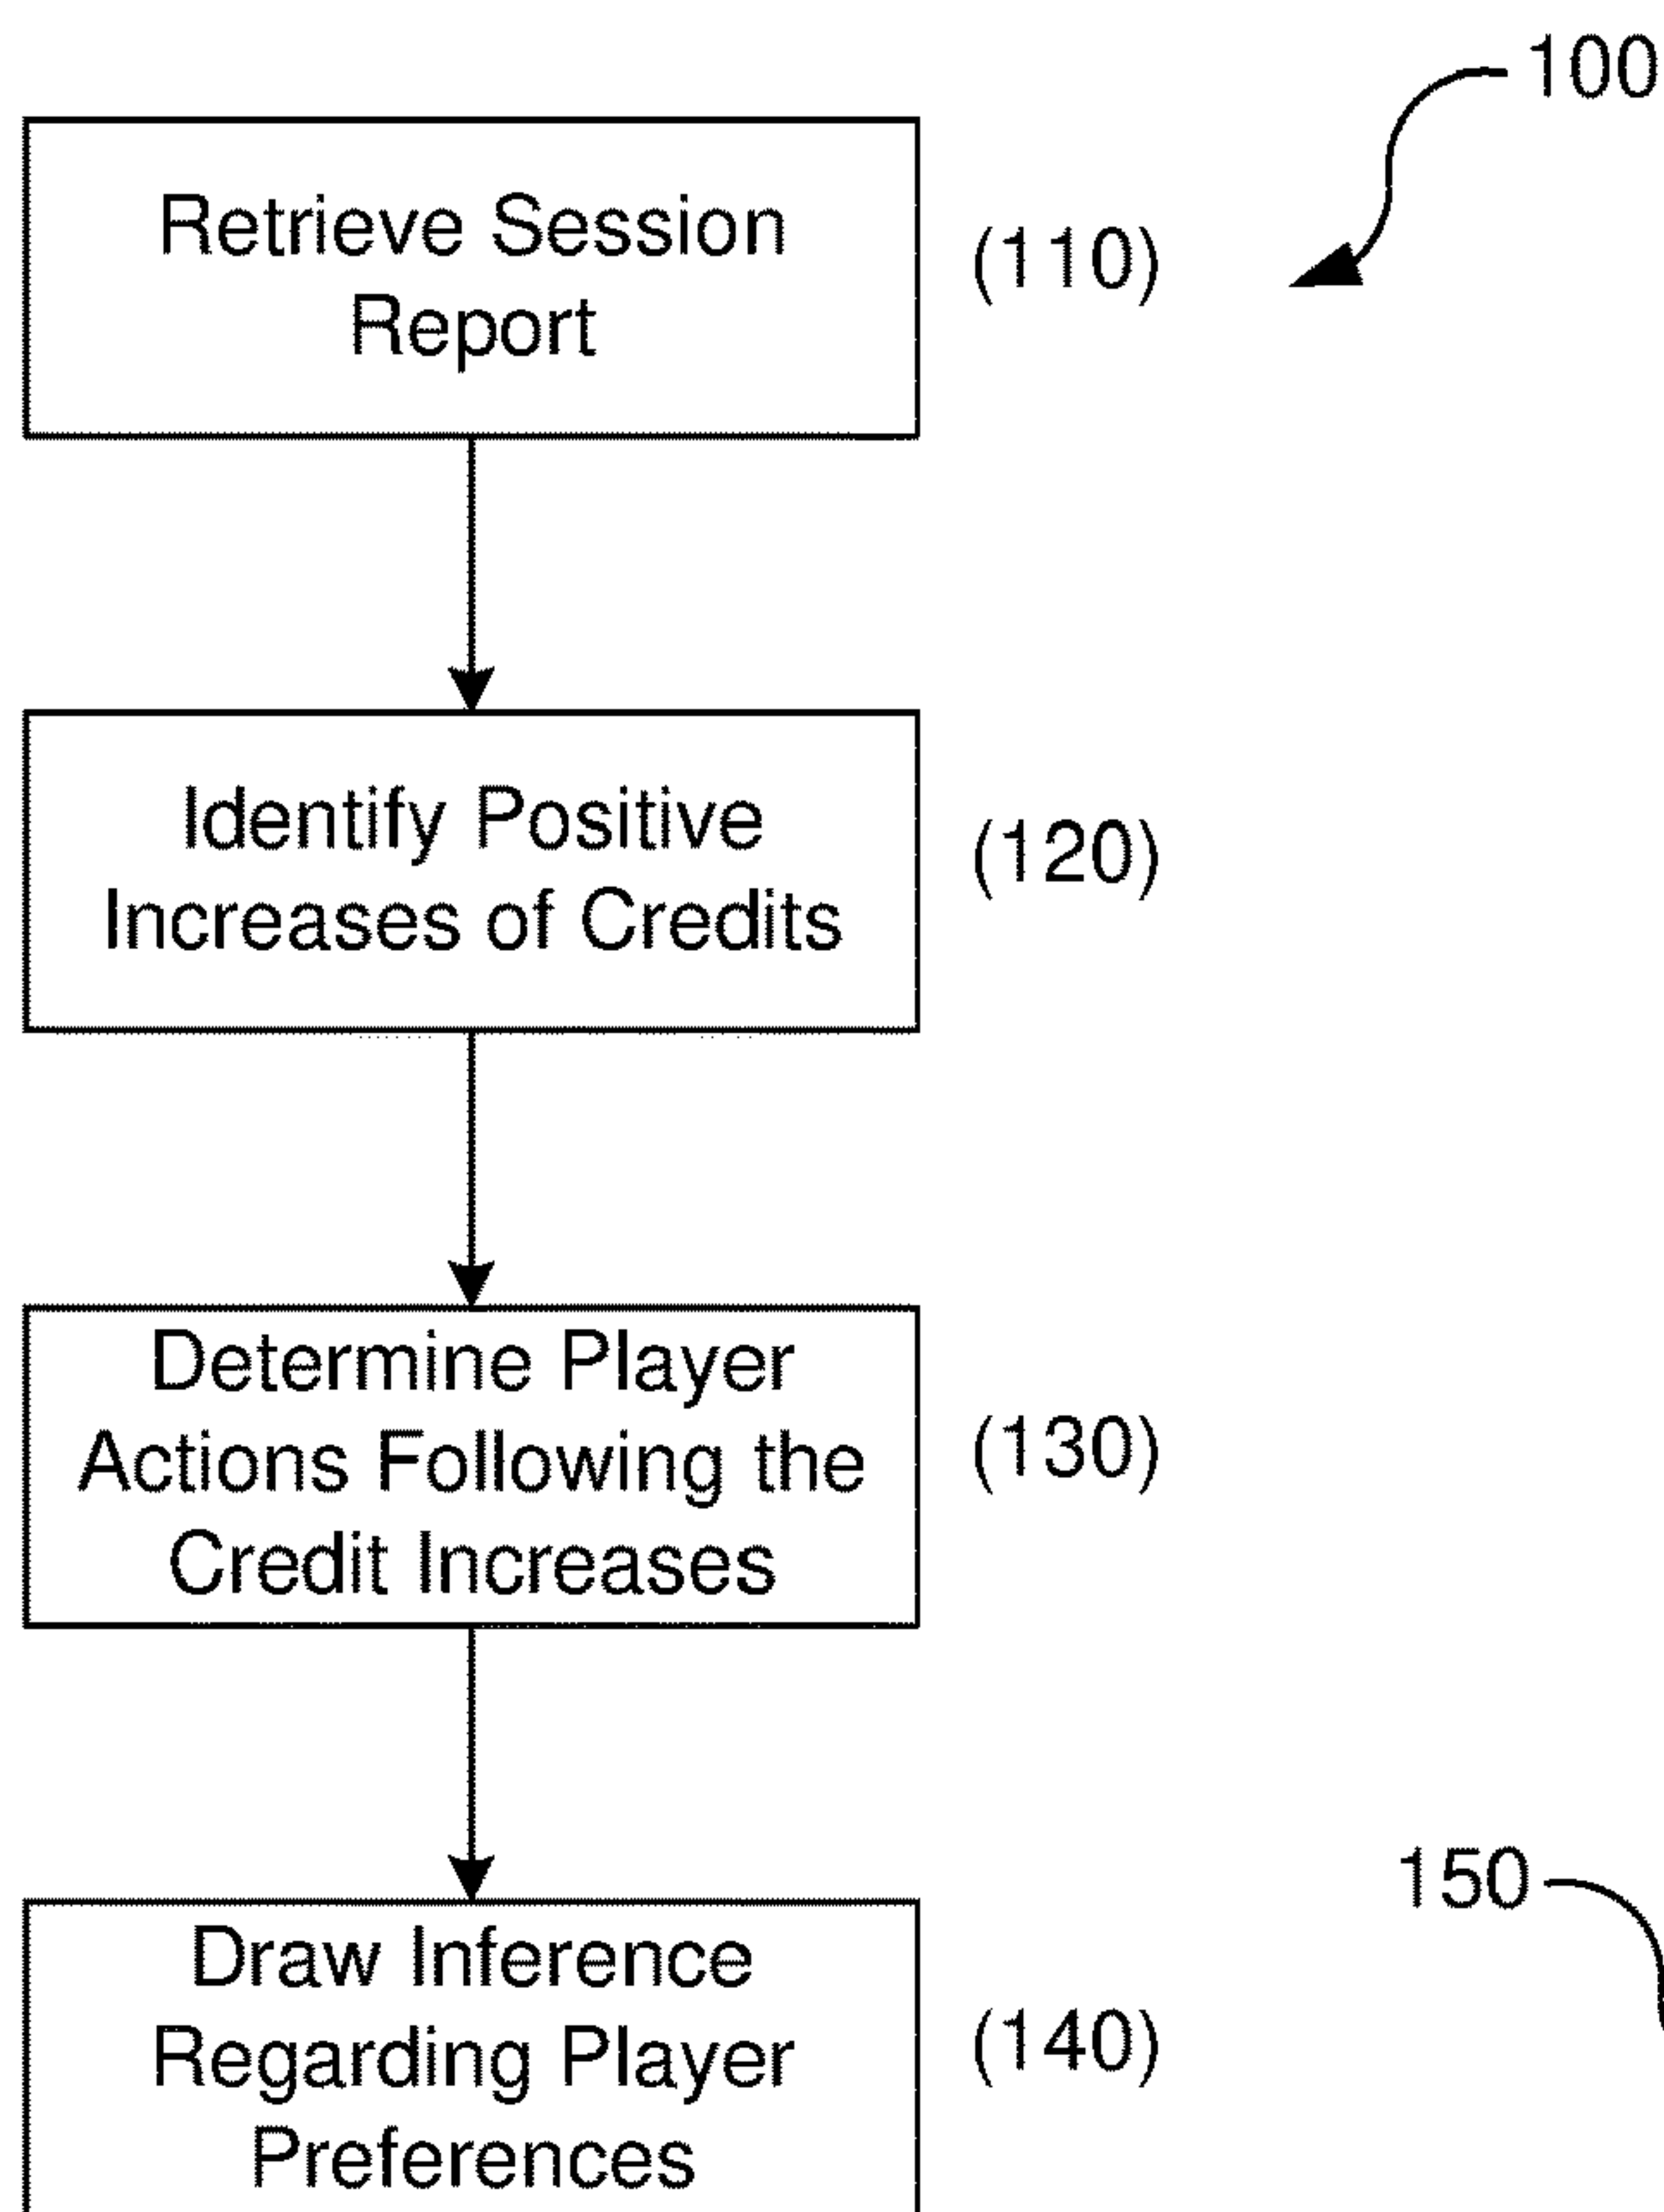 100
Retrieve Session
Report
(110)
Identify Positive
Increases of Credits
(120)
Determine Player
Actions Following the
Credit Increases
(130)
150
Draw Inference
Regarding Player
Preferences
(140)